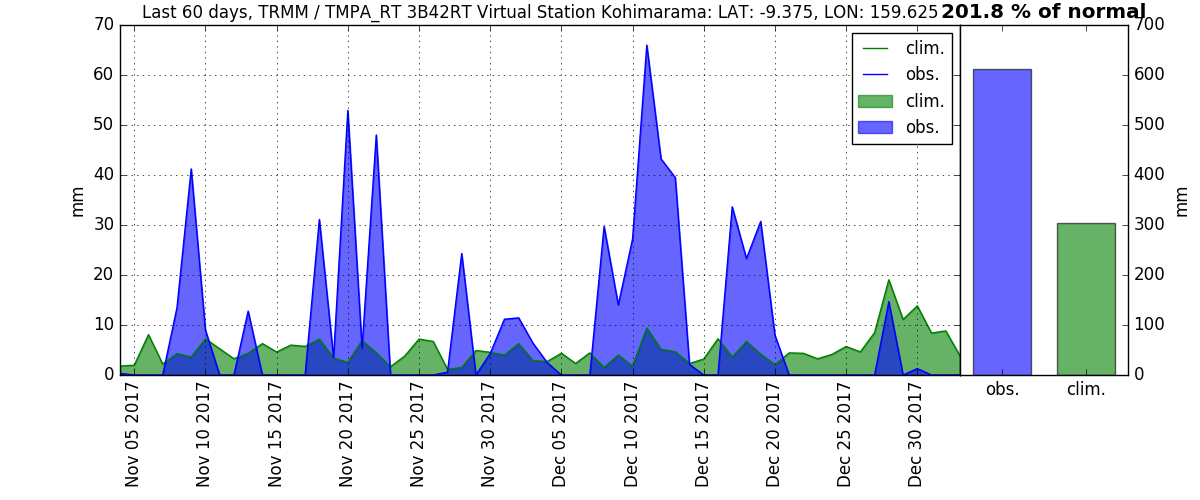 Last 60 days, TRMM / TMPA_RT 3B42RT Virtual Station Kohimarama: LAT: -9.375, LON: 159.625 201.8 % of normal
70
60
50
40
30
20
10
0
mm
clim.
obs.
clim.
obs.
700
600
500
400
300
200
100
0
mm
Nov 05 2017
Nov 10 2017
Nov 15 2017
Nov 20 2017
Nov 25 2017
Nov 30 2017
Dec 05 2017
Dec 10 2017
Dec 15 2017
Dec 20 2017
Dec 25 2017
Dec 30 2017
obs.
clim.